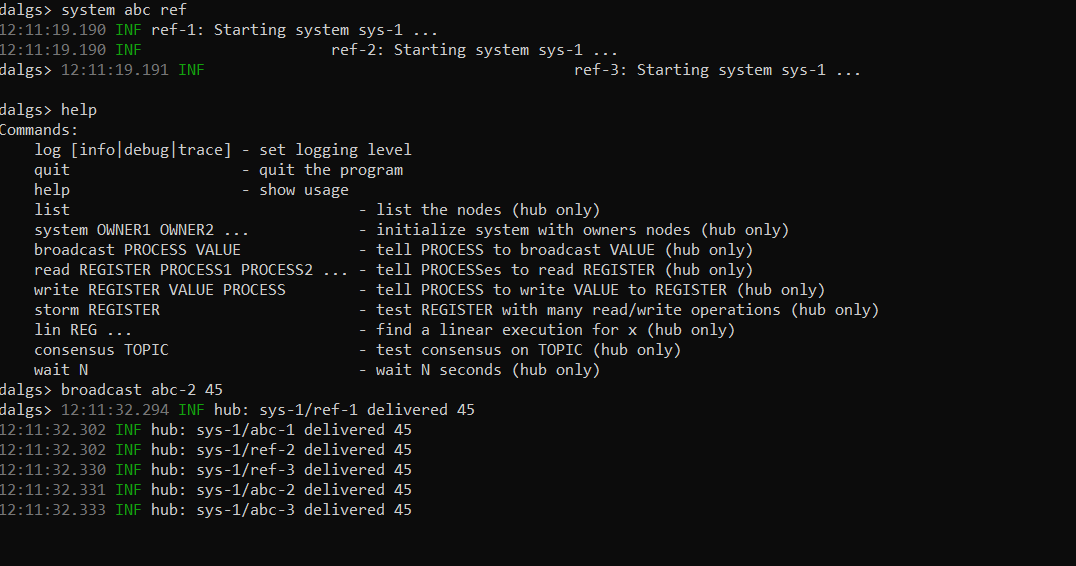 dalgs> system abc ref
12:11:19.190 INF ref-1: Starting system sys-1 ...
12:11:19.190 INF                     ref-2: Starting system sys-1 ...
dalgs> 12:11:19.191 INF                                         ref-3: Starting system sys-1 ...

dalgs> help
Commands:
    log [info|debug|trace] - set logging level
    quit                   - quit the program
    help                   - show usage
    list                                - list the nodes (hub only)
    system OWNER1 OWNER2 ...            - initialize system with owners nodes (hub only)
    broadcast PROCESS VALUE             - tell PROCESS to broadcast VALUE (hub only)
    read REGISTER PROCESS1 PROCESS2 ... - tell PROCESSes to read REGISTER (hub only)
    write REGISTER VALUE PROCESS        - tell PROCESS to write VALUE to REGISTER (hub only)
    storm REGISTER                      - test REGISTER with many read/write operations (hub only)
    lin REG ...                         - find a linear execution for x (hub only)
    consensus TOPIC                     - test consensus on TOPIC (hub only)
    wait N                              - wait N seconds (hub only)
dalgs> broadcast abc-2 45
dalgs> 12:11:32.294 INF hub: sys-1/ref-1 delivered 45
12:11:32.302 INF hub: sys-1/abc-1 delivered 45
12:11:32.302 INF hub: sys-1/ref-2 delivered 45
12:11:32.330 INF hub: sys-1/ref-3 delivered 45
12:11:32.331 INF hub: sys-1/abc-2 delivered 45
12:11:32.333 INF hub: sys-1/abc-3 delivered 45